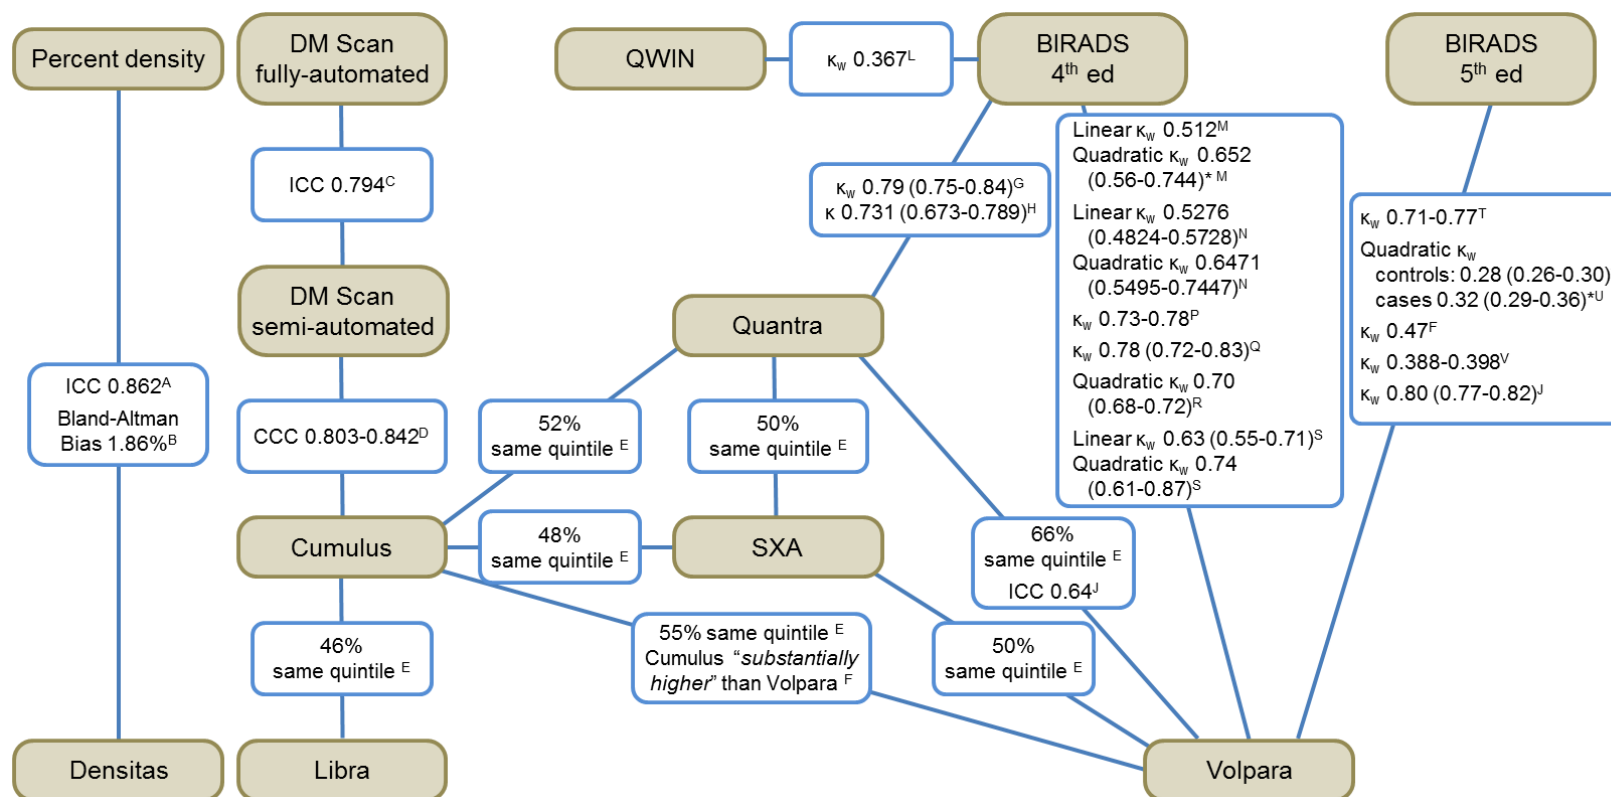 Percent density
DM Scan
fully-automated
QWIN
κw 0.367L
BIRADS
4th ed
BIRADS
5th ed
ICC 0.794C
κw 0.79 (0.75-0.84)G
κ 0.731 (0.673-0.789)H
Linear κw 0.512M
Quadratic κw 0.652
(0.56-0.744)* M
Linear κw 0.5276
(0.4824-0.5728)N
Quadratic κw 0.6471
(0.5495-0.7447)N
κw 0.73-0.78P
κw 0.78 (0.72-0.83)Q
Quadratic κw 0.70
(0.68-0.72)R
Linear κw 0.63 (0.55-0.71)S
Quadratic κw 0.74
(0.61-0.87)S
κw 0.71-0.77T
Quadratic κw
controls: 0.28 (0.26-0.30)
cases 0.32 (0.29-0.36)*U
κw 0.47F
κw 0.388-0.398V
κw 0.80 (0.77-0.82)J
DM Scan
semi-automated
Quantra
ICC 0.862A
Bland-Altman
Bias 1.86%B
CCC 0.803-0.842D
52%
same quintile E
50%
same quintile E
Cumulus
48%
same quintile E
SXA
66%
same quintile E
ICC 0.64J
46%
same quintile E
55% same quintile E
Cumulus "substantially
higher" than Volpara F
50%
same quintile E
Densitas
Libra
Volpara